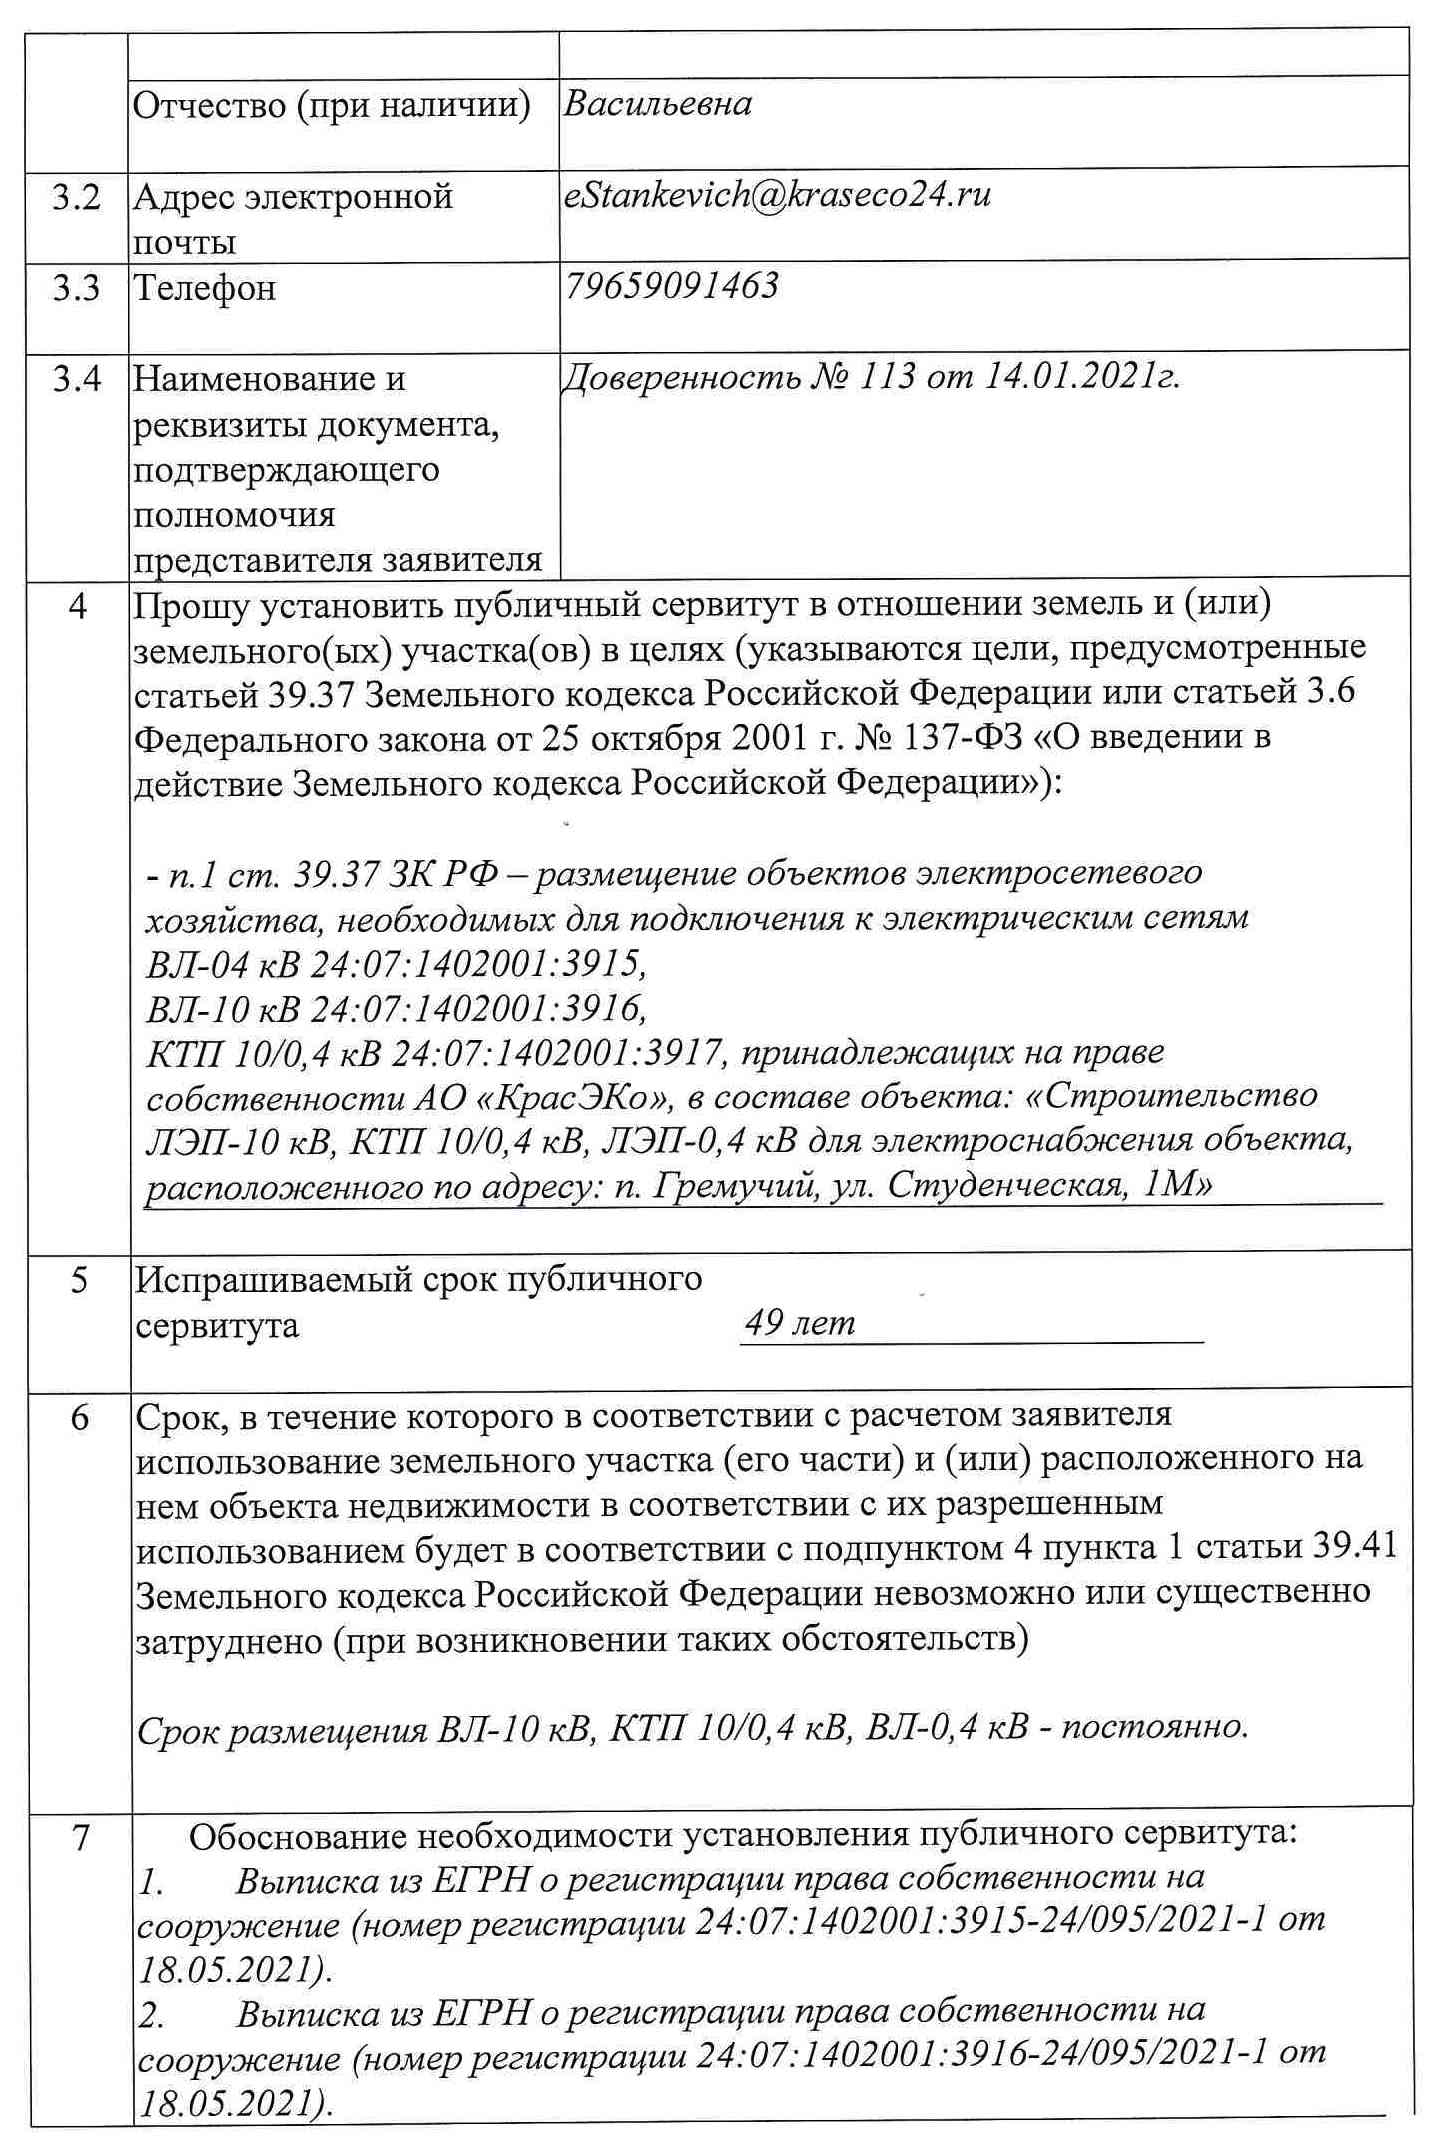 Отчество (при наличии) Васильевна
3.2 Адрес электронной eStankevich@kraseco24.ru
почты
3.3 Телефон 79659091463
3.4 Наименование и Доверенность № 113 от 14.01.2021г.
реквизиты документа,
подтверждающего
полномочия
представителя заявителя
4 Прошу установить публичный сервитут в отношении земель и (или)
земельного(ых) участка(ов) в целях (указываются цели, предусмотренные
статьей 39.37 Земельного кодекса Российской Федерации или статьей 3.6
Федерального закона от 25 октября 2001 г. № 137-ФЗ «О введении в
действие Земельного кодекса Российской Федерации»):
- п.1 ст. 39.37 ЗК РФ – размещение объектов электросетевого
хозяйства, необходимых для подключения к электрическим сетям
ВЛ-04 кВ 24:07:1402001:3915,
ВЛ-10 кВ 24:07:1402001:3916,
КТП 10/0,4 кВ 24:07:1402001:3917, принадлежащих на праве
собственности АО «КрасЭКо», в составе объекта: «Строительство
ЛЭП-10 кВ, КТП 10/0,4 кВ, ЛЭП-0,4 кВ для электроснабжения объекта,
расположенного по адресу: п. Гремучий, ул. Студенческая, 1М»
5 Испрашиваемый срок публичного
сервитута 49 лет
6 Срок, в течение которого в соответствии с расчетом заявителя
использование земельного участка (его части) и (или) расположенного на
нем объекта недвижимости в соответствии с их разрешенным
использованием будет в соответствии с подпунктом 4 пункта 1 статьи 39.41
Земельного кодекса Российской Федерации невозможно или существенно
затруднено (при возникновении таких обстоятельств)
Срок размещения ВЛ-10 кВ, КТП 10/0,4 кВ, ВЛ-0,4 кВ - постоянно.
7 Обоснование необходимости установления публичного сервитута:
1. Выписка из ЕГРН о регистрации права собственности на
сооружение (номер регистрации 24:07:1402001:3915-24/095/2021-1 от
18.05.2021).
2. Выписка из ЕГРН о регистрации права собственности на
сооружение (номер регистрации 24:07:1402001:3916-24/095/2021-1 от
18.05.2021).